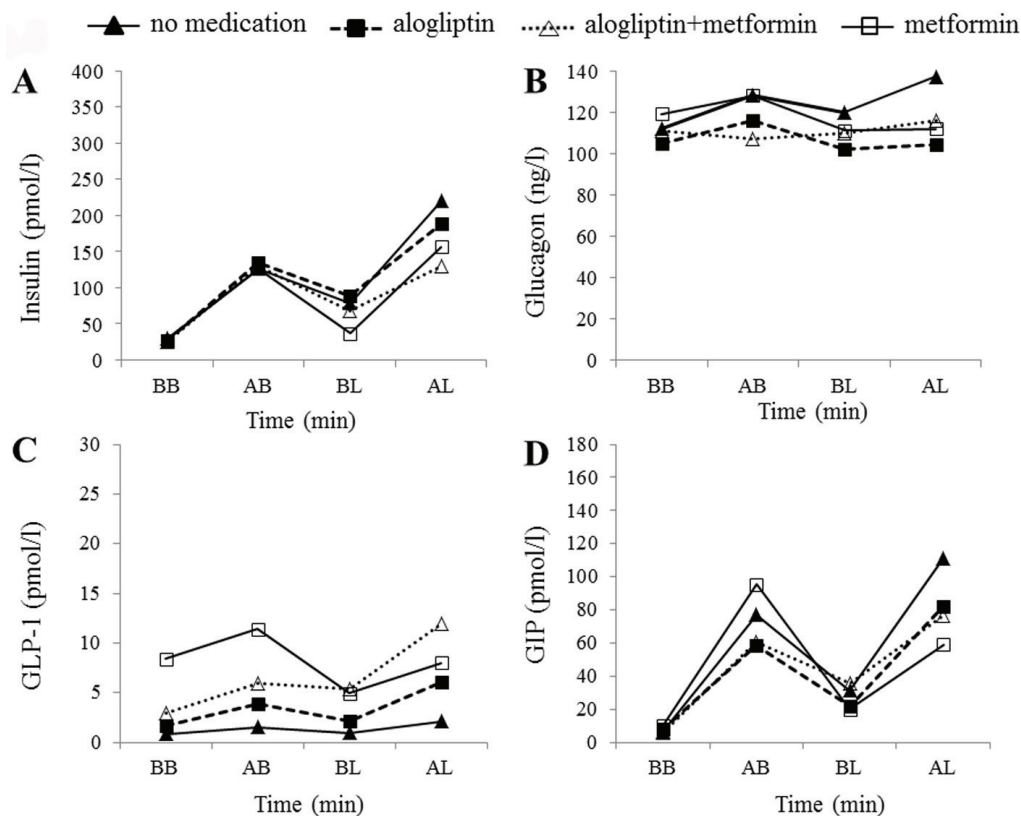 no medication alogliptin alogliptin+metformin metformin
A
Insulin (pmol/l)
400
350
300
250
200
150
100
50
0
BB AB BL AL
Time (min)
B
Glucagon (ng/l)
140
120
100
80
60
40
20
0
BB AB BL AL
Time (min)
C
GLP-1 (pmol/l)
30
25
20
15
10
5
0
BB AB BL AL
Time (min)
D
GIP (pmol/l)
180
160
140
120
100
80
60
40
20
0
BB AB BL AL
Time (min)